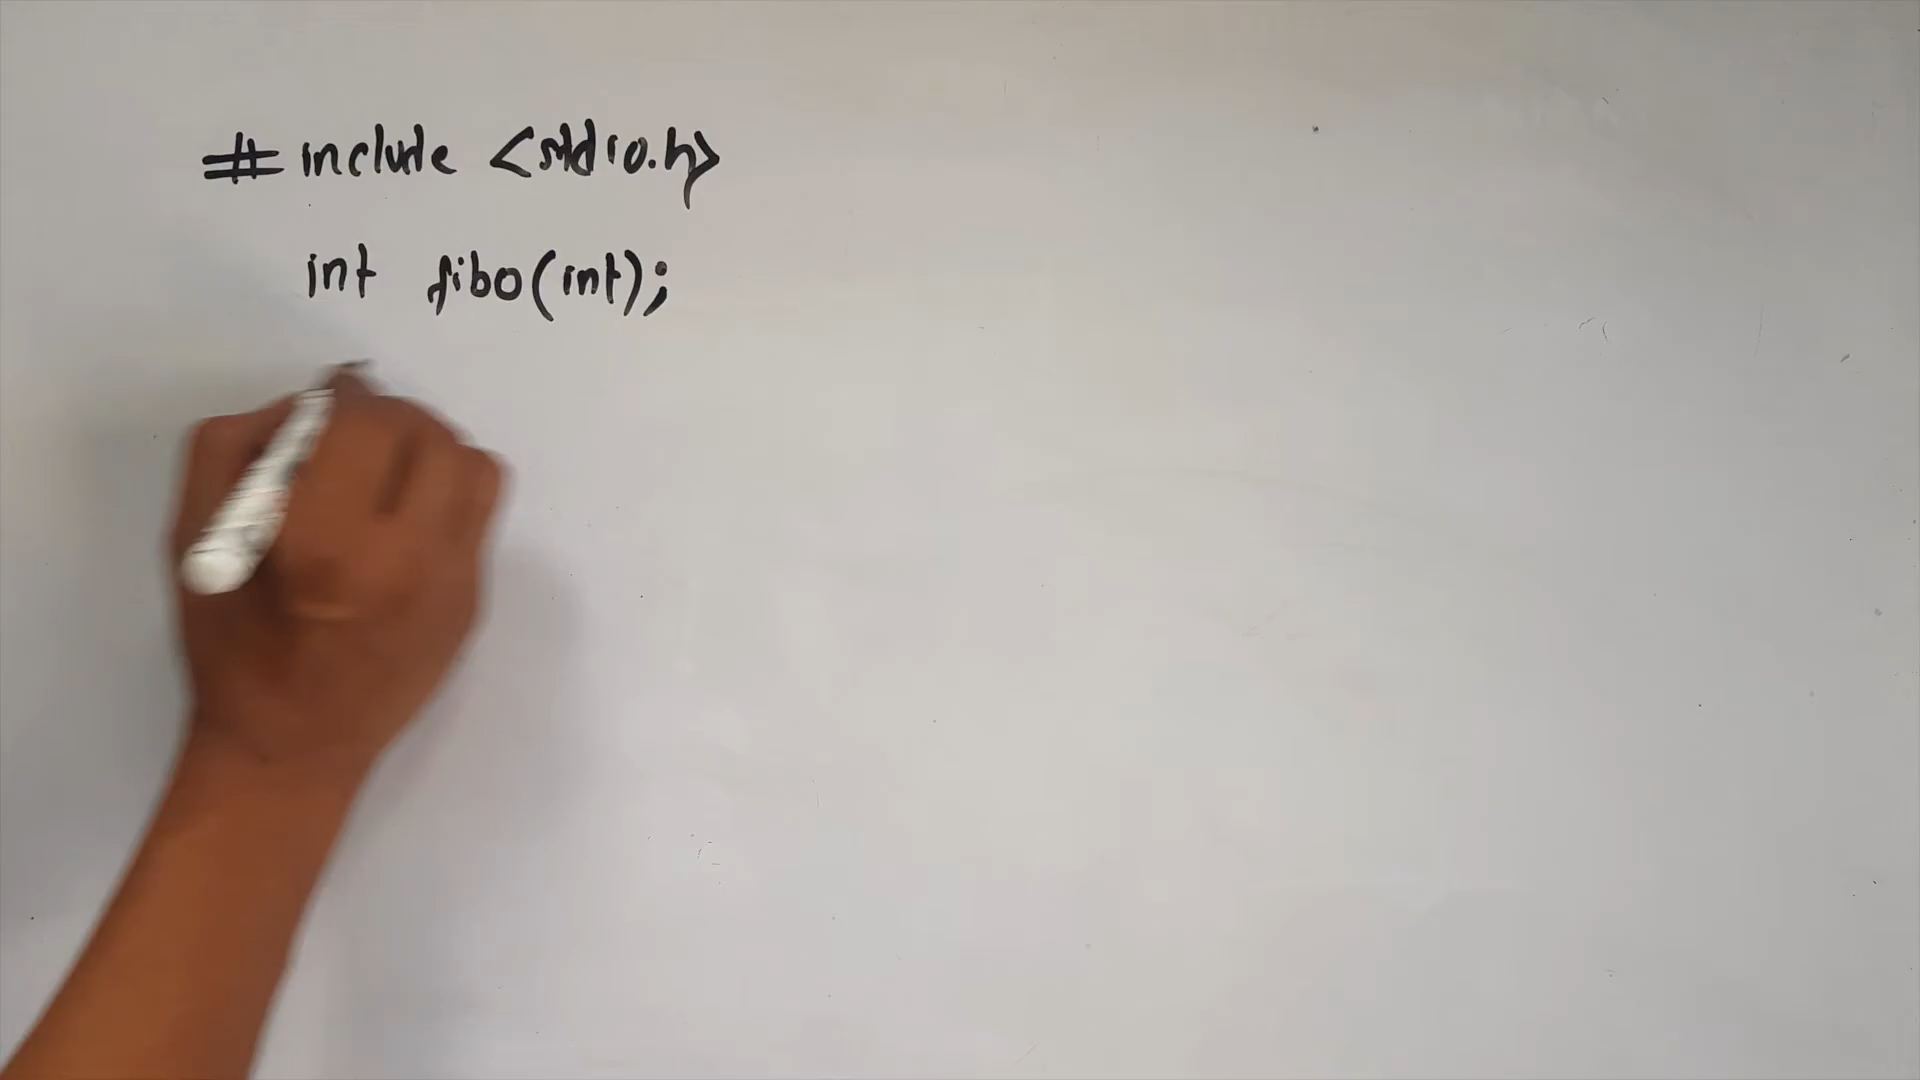 # include <stdio.h>
int fibo(int);